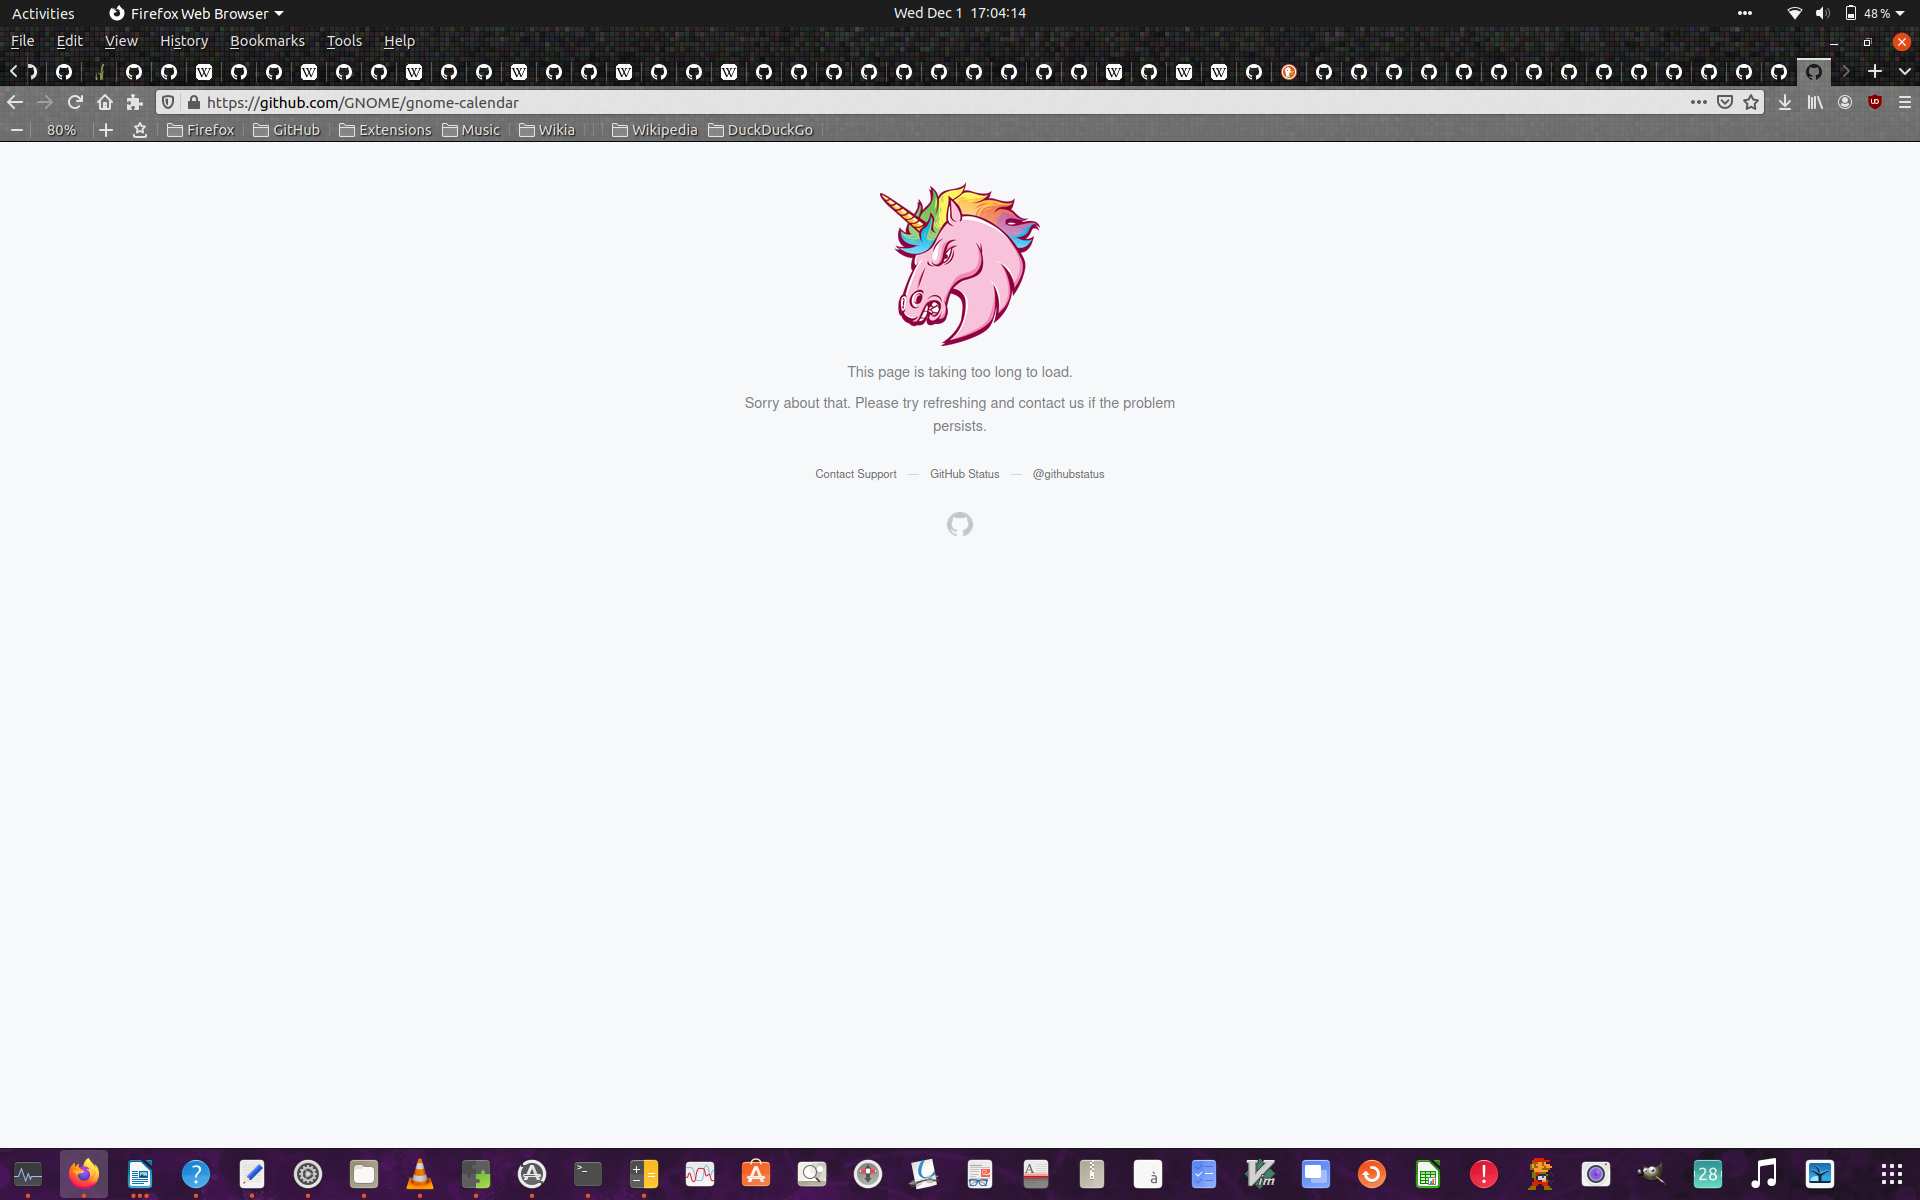 Activities Firefox Web Browser Wed Dec 1 17:04:14 48 %
File Edit View History Bookmarks Tools Help
https://github.com/GNOME/gnome-calendar
80% Firefox GitHub Extensions Music Wikia Wikipedia DuckDuckGo
This page is taking too long to load.
Sorry about that. Please try refreshing and contact us if the problem
persists.
Contact Support — GitHub Status — @githubstatus
28